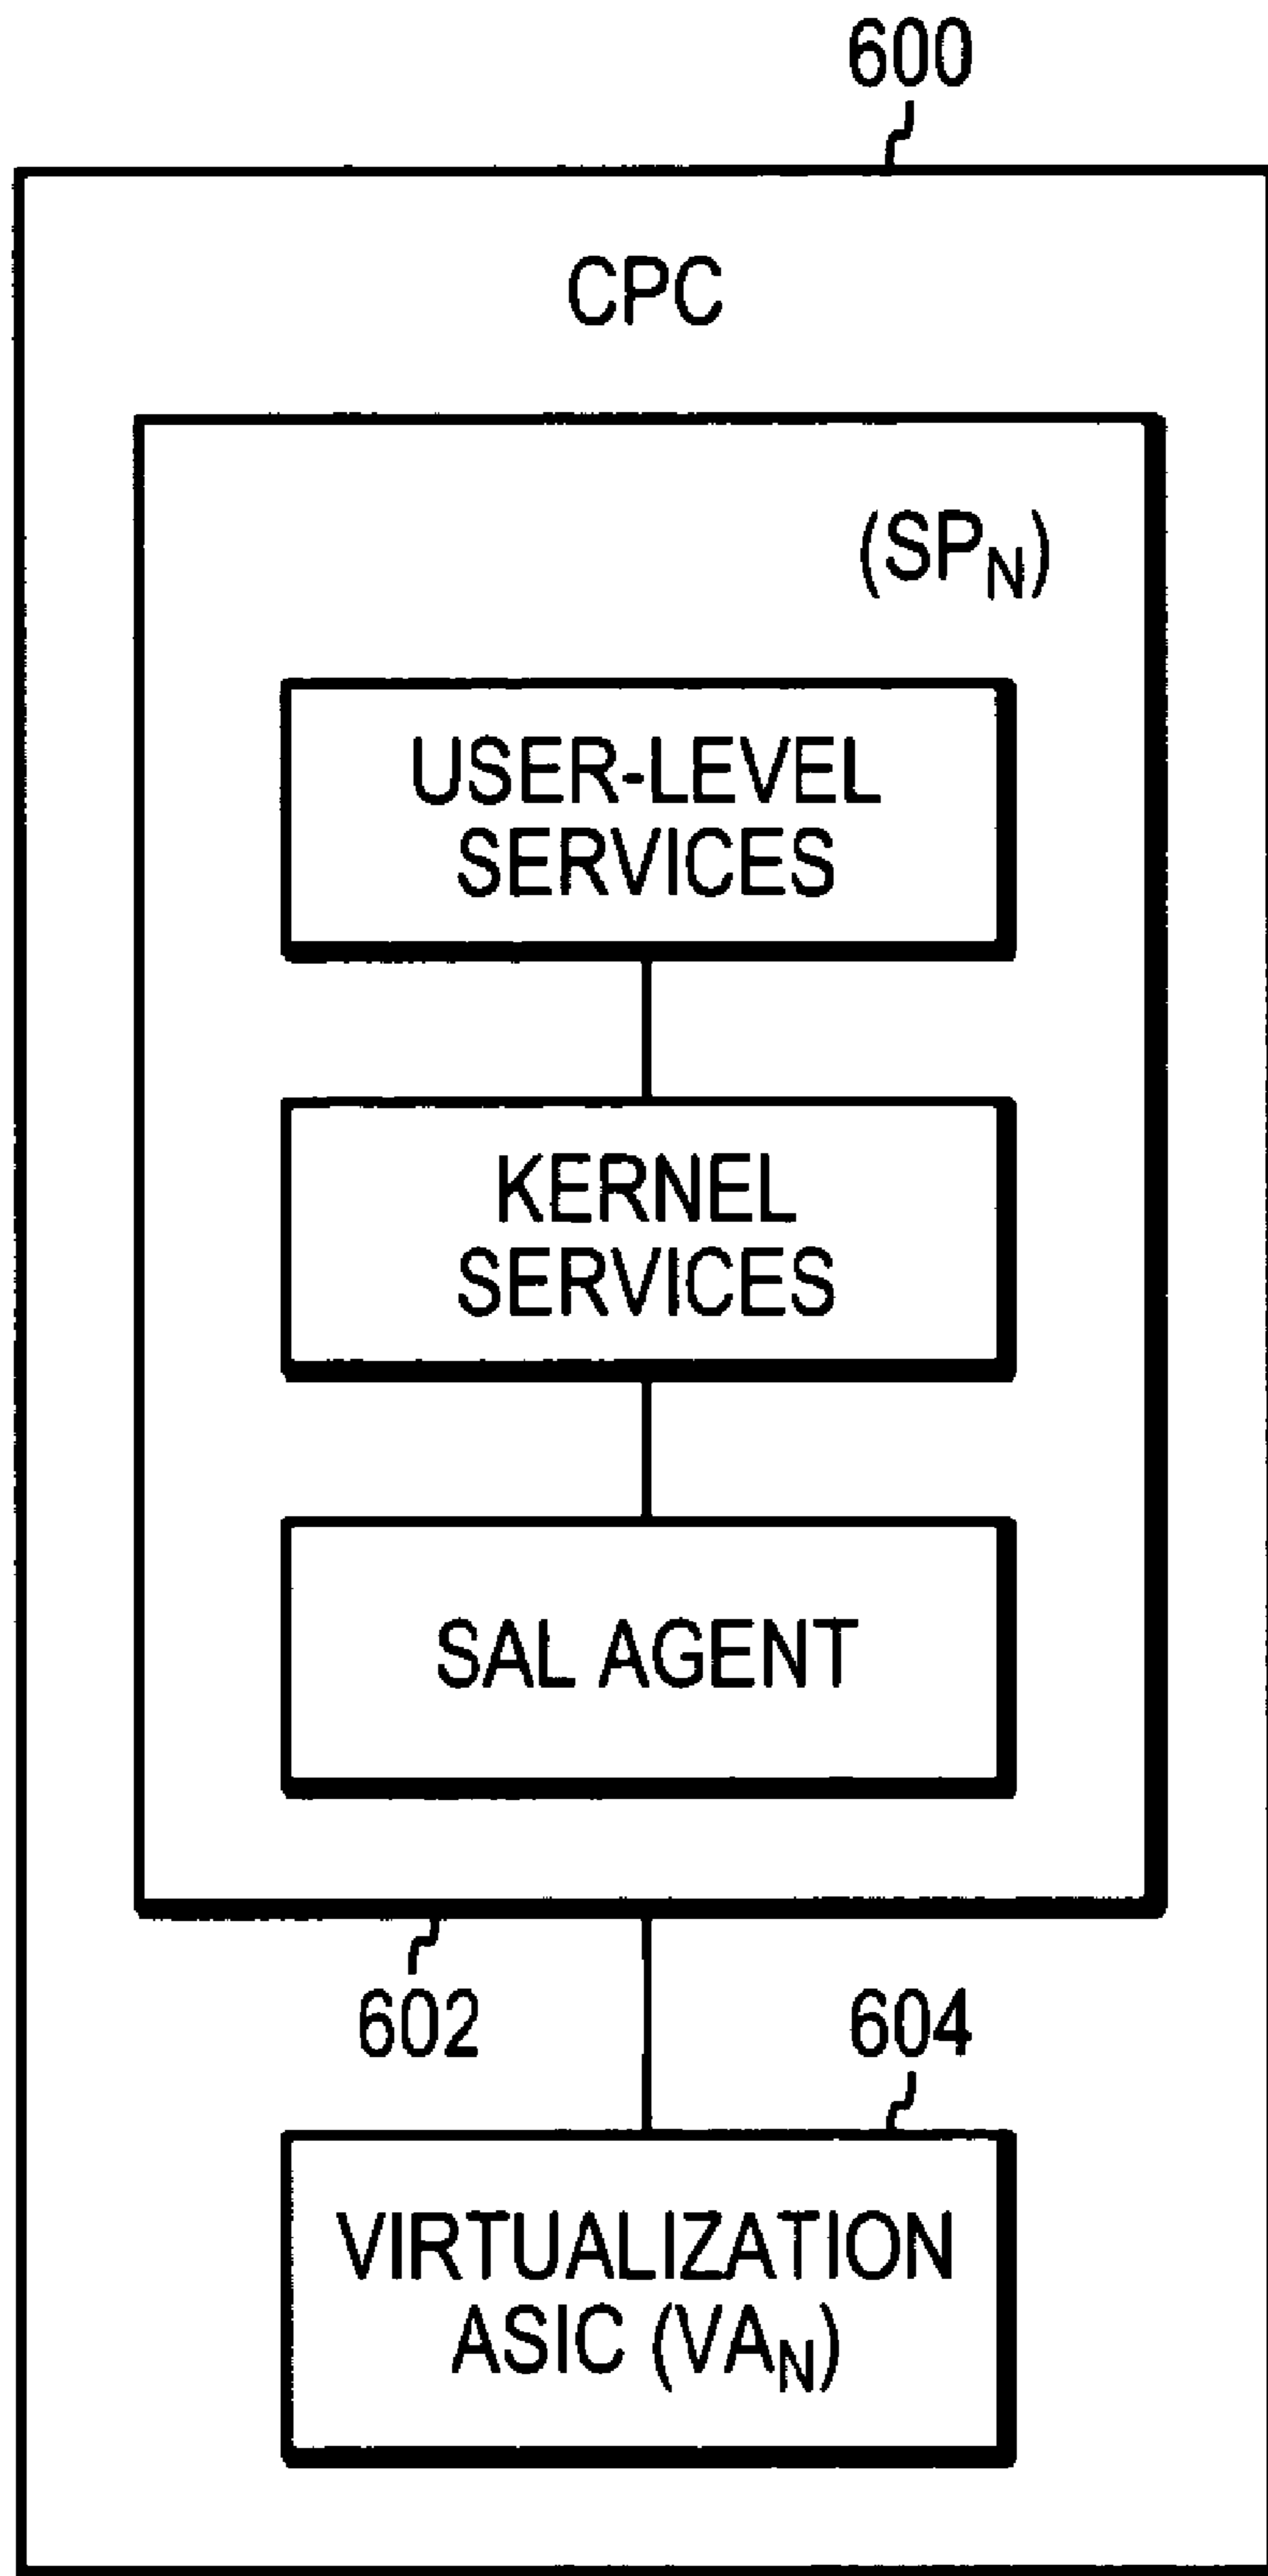 600
CPC
(SPN)
USER-LEVEL
SERVICES
KERNEL
SERVICES
SAL AGENT
602
604
VIRTUALIZATION
ASIC (VAN)